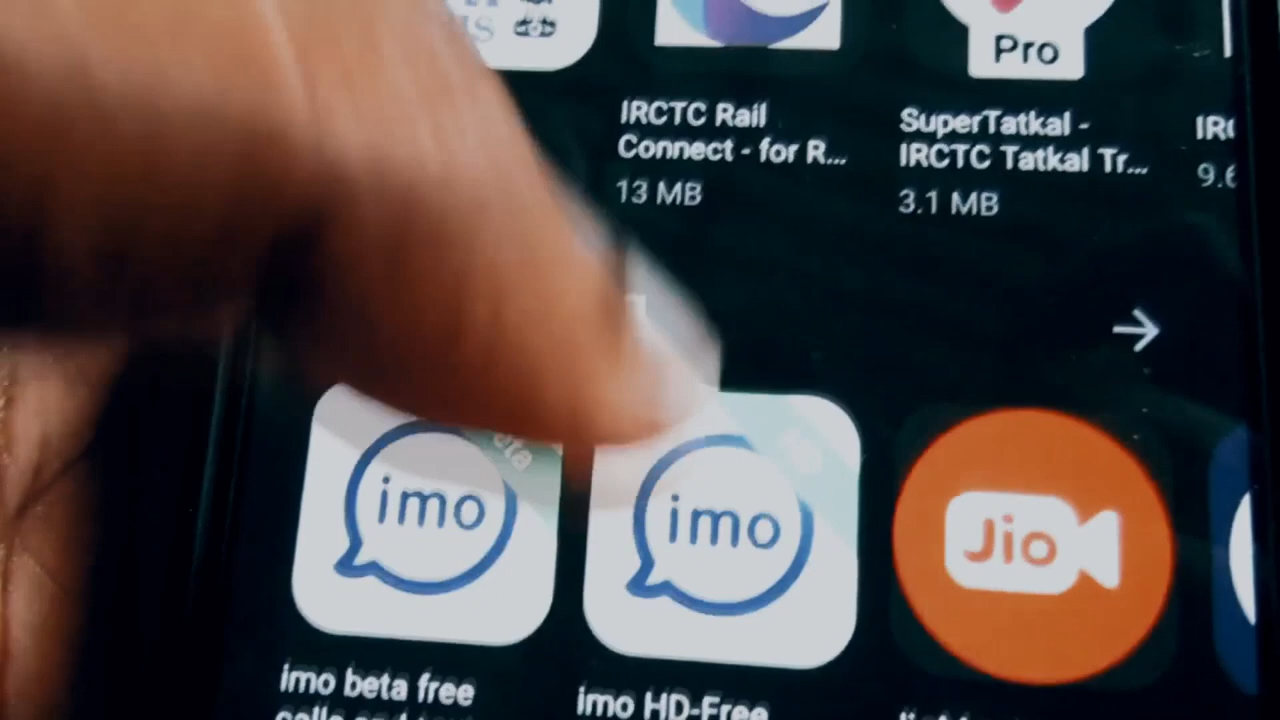 Pro
IRCTC Rail
Connect - for R...
13 MB
SuperTatkal -
IRCTC Tatkal Tr...
3.1 MB
imo
imo
Jio
imo beta free
imo HD-Free